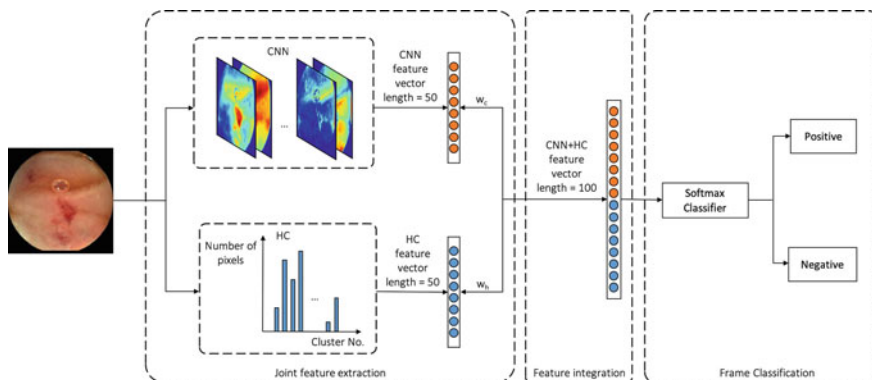 CNN
...
CNN
feature
vector
length = 50
w_c
Number of
pixels
HC
...
Cluster No.
HC
feature
vector
length = 50
w_h
Joint feature extraction
CNN+HC
feature
vector
length = 100
Feature integration
Softmax
Classifier
Positive
Negative
Frame Classification